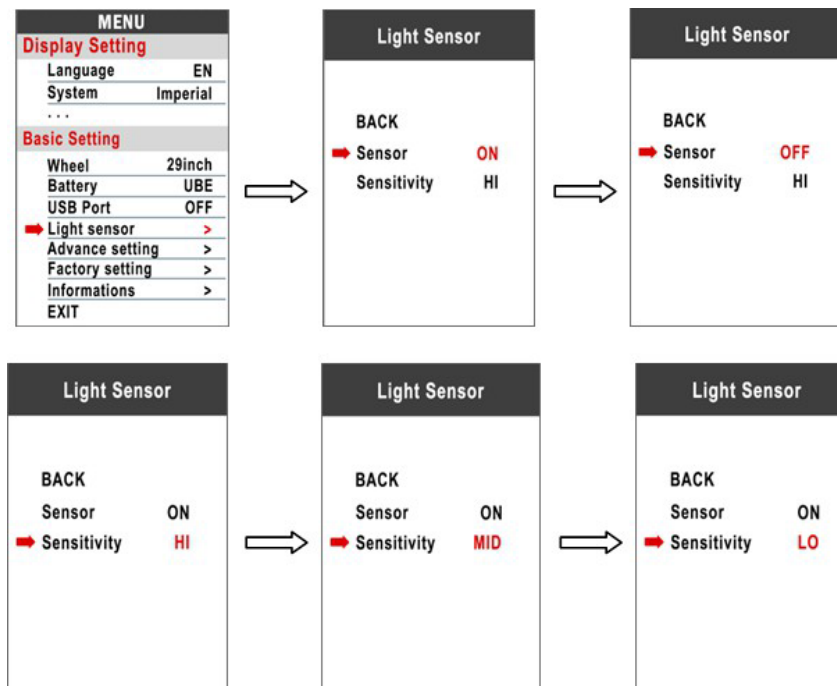 MENU
Display Setting
Language EN
System Imperial
...
Basic Setting
Wheel 29inch
Battery UBE
USB Port OFF
Light sensor >
Advance setting >
Factory setting >
Informations >
EXIT
Light Sensor
BACK
Sensor ON
Sensitivity HI
Light Sensor
BACK
Sensor OFF
Sensitivity HI
Light Sensor
BACK
Sensor ON
Sensitivity HI
Light Sensor
BACK
Sensor ON
Sensitivity MID
Light Sensor
BACK
Sensor ON
Sensitivity LO